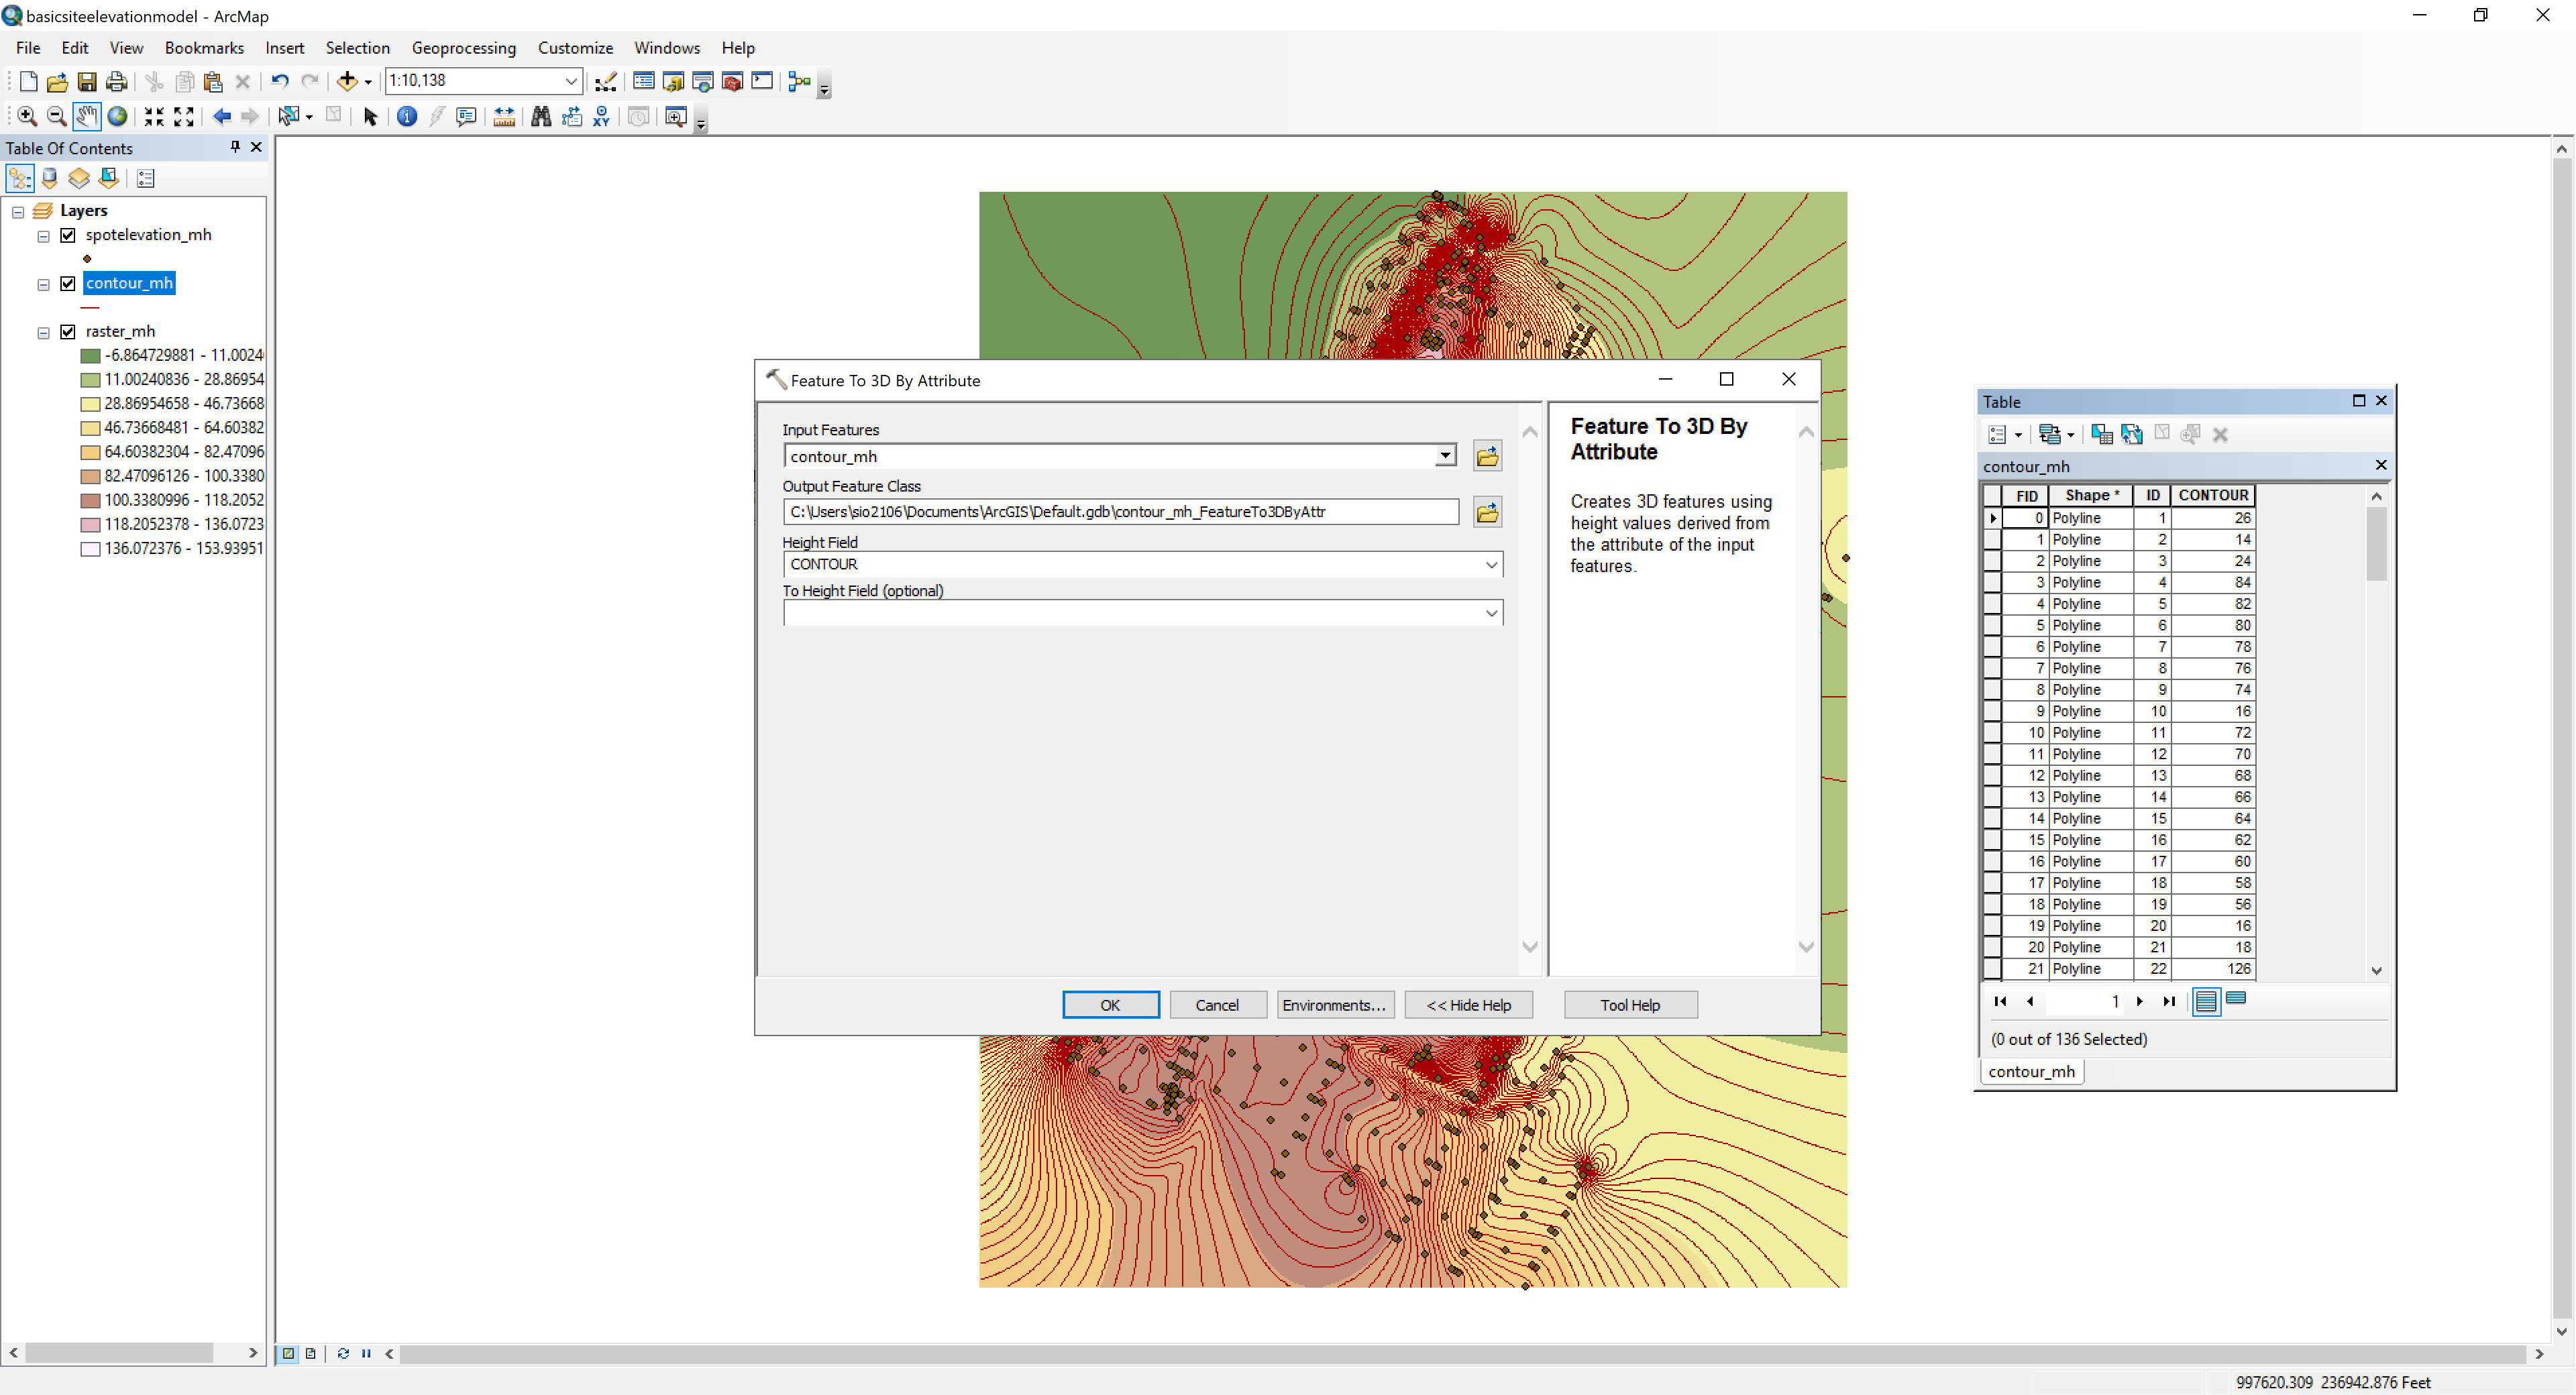 basicsiteelevationmodel - ArcMap
File Edit View Bookmarks Insert Selection Geoprocessing Customize Windows Help
1:10,138
Table Of Contents
Layers
spotelevation_mh
contour_mh
raster_mh
-6.864729881 - 11.0024
11.00240836 - 28.86954
28.86954658 - 46.73668
46.73668481 - 64.60382
64.60382304 - 82.47096
82.47096126 - 100.3380
100.3380996 - 118.2052
118.2052378 - 136.0723
136.072376 - 153.93951
Feature To 3D By Attribute
Input Features
contour_mh
Output Feature Class
C:\Users\sio2106\Documents\ArcGIS\Default.gdb\contour_mh_FeatureTo3DByAttr
Height Field
CONTOUR
To Height Field (optional)
Feature To 3D By
Attribute
Creates 3D features using
height values derived from
the attribute of the input
features.
OK Cancel Environments... << Hide Help Tool Help
Table
contour_mh
FID Shape * ID CONTOUR
0 Polyline 1 26
1 Polyline 2 14
2 Polyline 3 24
3 Polyline 4 84
4 Polyline 5 82
5 Polyline 6 80
6 Polyline 7 78
7 Polyline 8 76
8 Polyline 9 74
9 Polyline 10 16
10 Polyline 11 72
11 Polyline 12 70
12 Polyline 13 68
13 Polyline 14 66
14 Polyline 15 64
15 Polyline 16 62
16 Polyline 17 60
17 Polyline 18 58
18 Polyline 19 56
19 Polyline 20 16
20 Polyline 21 18
21 Polyline 22 126
1
(0 out of 136 Selected)
contour_mh
997620.309 236942.876 Feet